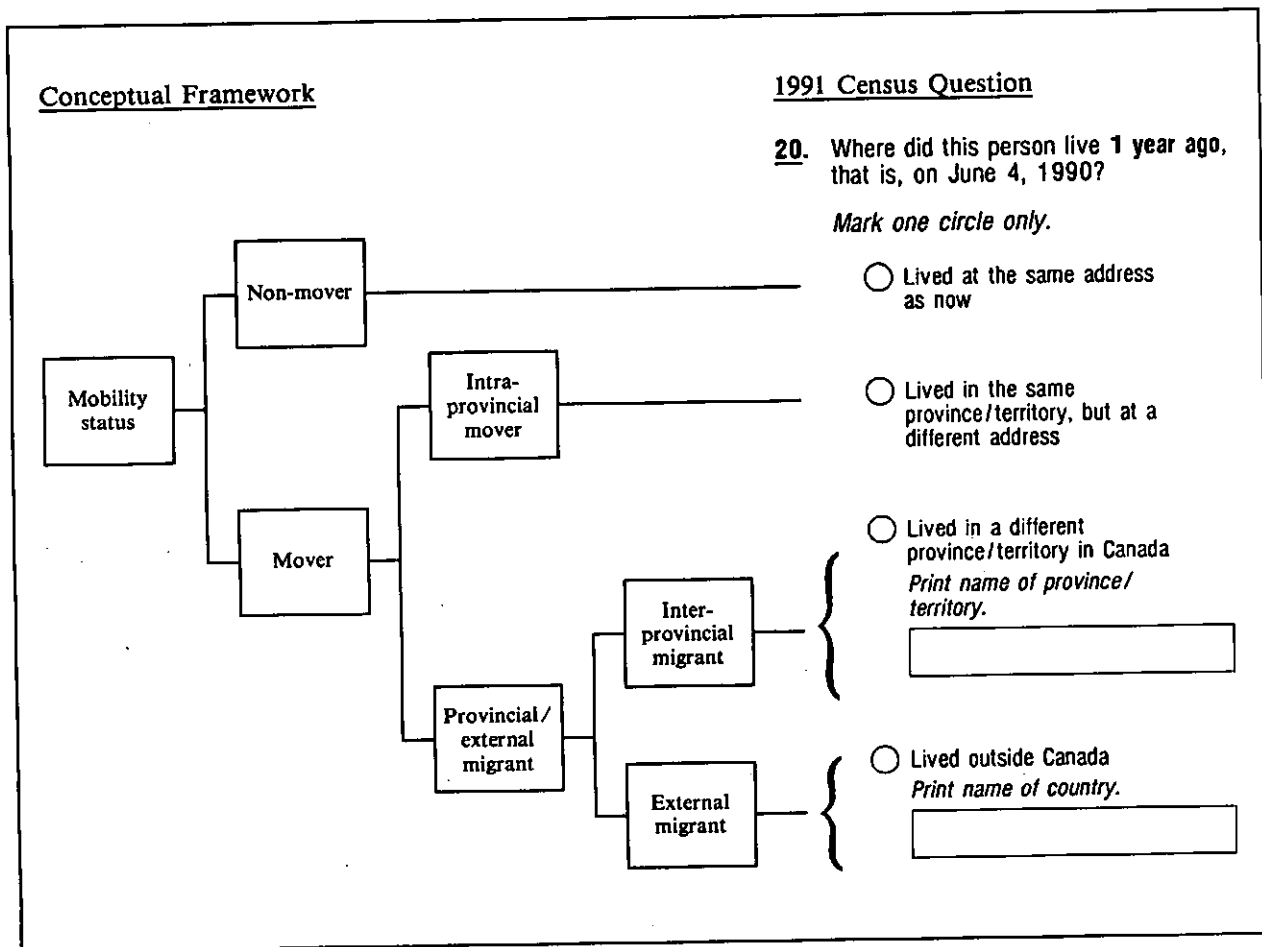 Conceptual Framework
1991 Census Question
20. Where did this person live 1 year ago,
that is, on June 4, 1990?
Mark one circle only.
Non-mover
Lived at the same address
as now
Mobility
status
Intra-
provincial
mover
Lived in the same
province/territory, but at a
different address
Mover
Lived in a different
province/territory in Canada
Print name of province/
territory.
Inter-
provincial
migrant
Provincial/
external
migrant
Lived outside Canada
Print name of country.
External
migrant